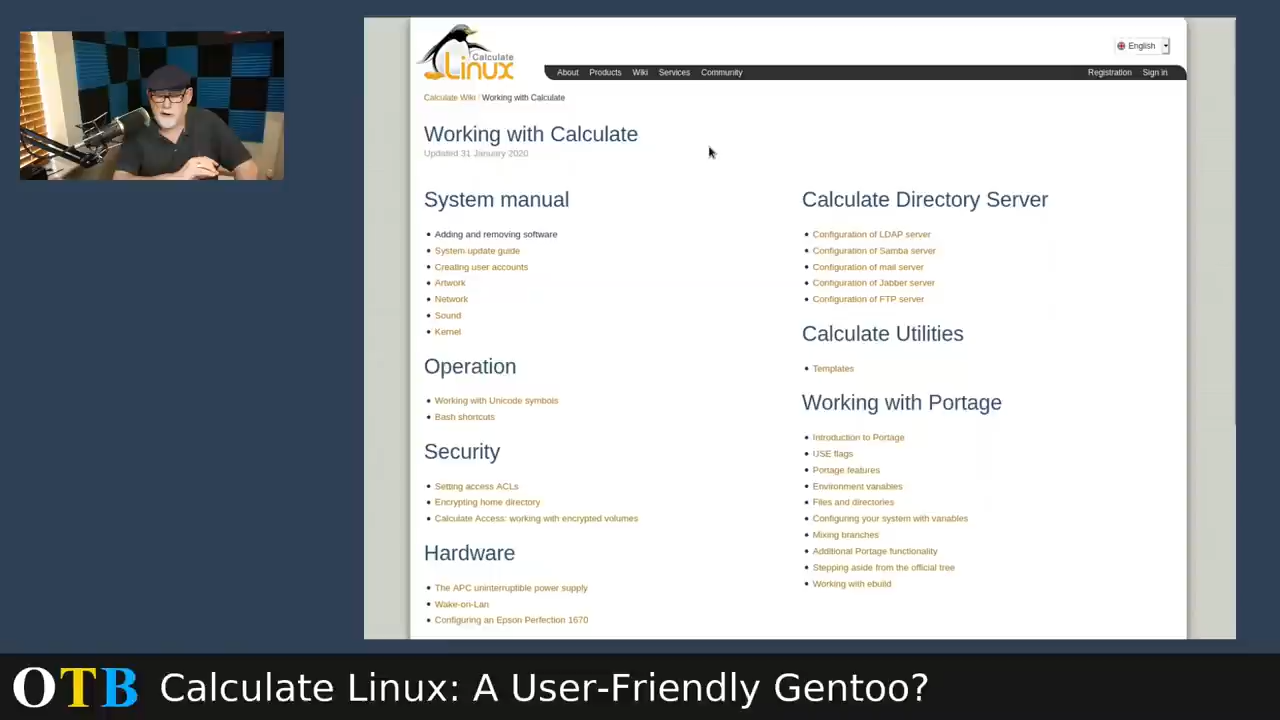 Calculate
Linux
English
About Products Wiki Services Community
Registration Sign in
Calculate Wiki / Working with Calculate
Working with Calculate
Updated 31 January 2020
System manual
Adding and removing software
System update guide
Creating user accounts
Artwork
Network
Sound
Kernel
Operation
Working with Unicode symbols
Bash shortcuts
Security
Setting access ACLs
Encrypting home directory
Calculate Access: working with encrypted volumes
Hardware
The APC uninterruptible power supply
Wake-on-Lan
Configuring an Epson Perfection 1670
Calculate Directory Server
Configuration of LDAP server
Configuration of Samba server
Configuration of mail server
Configuration of Jabber server
Configuration of FTP server
Calculate Utilities
Templates
Working with Portage
Introduction to Portage
USE flags
Portage features
Environment vanables
Files and directories
Configuring your system with variables
Mixing branches
Additional Portage functionality
Stepping aside from the official tree
Working with ebuild
OTB Calculate Linux: A User-Friendly Gentoo?